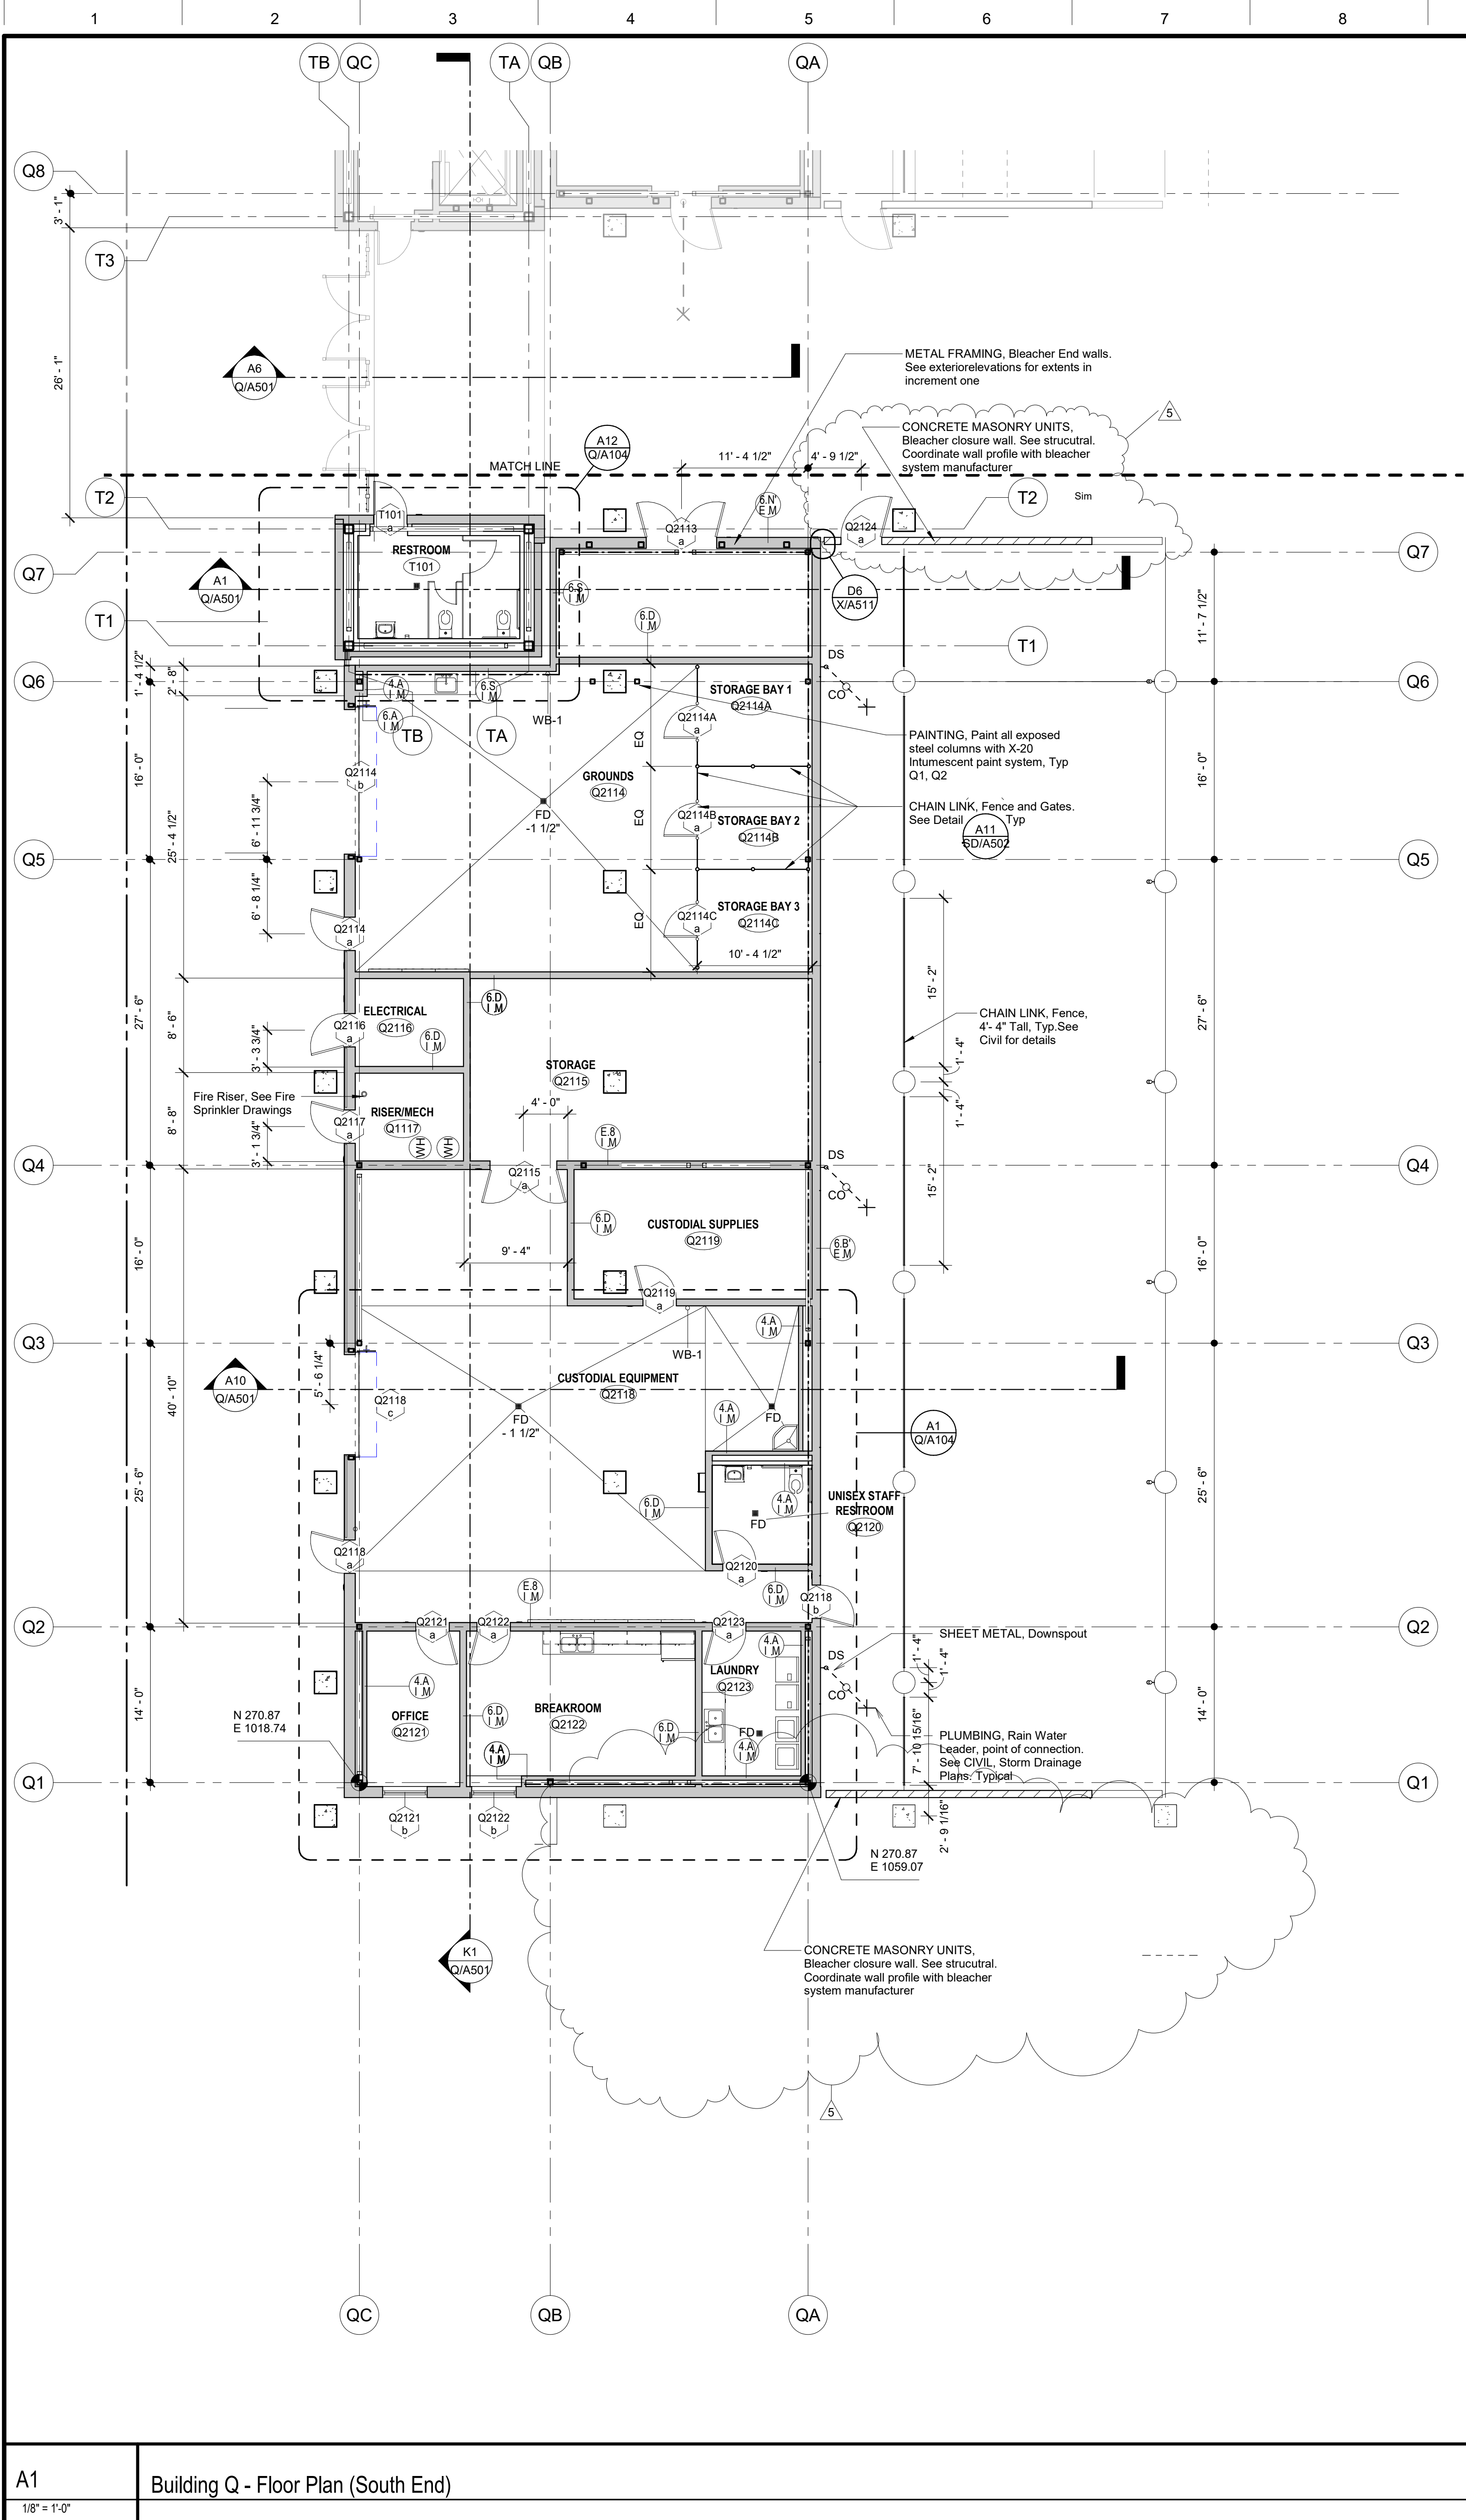 1 2 3 4 5 6 7 8
TB QC TA QB QA
Q8
3' - 1"
T3
26' - 1"
A6
Q/A501
METAL FRAMING, Bleacher End walls.
See exteriorelevations for extents in
increment one
5
CONCRETE MASONRY UNITS,
Bleacher closure wall. See strucutral.
Coordinate wall profile with bleacher
system manufacturer
A12
Q/A104
MATCH LINE
11' - 4 1/2"
4' - 9 1/2"
T2
T2
Sim
T101
a
6.N'
E.M
Q2113
a
Q2124
a
RESTROOM
T101
Q7
Q7
A1
Q/A501
D6
X/A511
6.S
I .M
T1
6.D
I .M
T1
11' - 7 1/2"
DS
CO
1' - 4 1/2"
2' - 8"
Q6
Q6
4.A
I .M
6.S
I .M
STORAGE BAY 1
Q2114A
Q2114A
a
6.A
I .M
TB
TA
WB-1
PAINTING, Paint all exposed
steel columns with X-20
Intumescent paint system, Typ
Q1, Q2
EQ
16' - 0"
16' - 0"
Q2114
b
GROUNDS
Q2114
FD
-1 1/2"
CHAIN LINK, Fence and Gates.
See Detail Typ
A11
SD/A502
Q2114B
a
STORAGE BAY 2
Q2114B
EQ
6' - 11 3/4"
25' - 4 1/2"
Q5
Q5
6' - 8 1/4"
Q2114
a
Q2114C
a
STORAGE BAY 3
Q2114C
EQ
10' - 4 1/2"
15' - 2"
6.D
I .M
ELECTRICAL
Q2116
Q2116
a
6.D
I .M
27' - 6"
8' - 6"
3' - 3 3/4"
27' - 6"
CHAIN LINK, Fence,
4'- 4" Tall, Typ.See
Civil for details
1' - 4"
1' - 4"
STORAGE
Q2115
4' - 0"
Fire Riser, See Fire
Sprinkler Drawings
RISER/MECH
Q1117
Q2117
a
WH WH
8' - 8"
3' - 1 3/4"
E.8
I .M
DS
CO
Q4
Q4
Q2115
a
15' - 2"
6.D
I .M
CUSTODIAL SUPPLIES
Q2119
6.B'
E.M
9' - 4"
16' - 0"
16' - 0"
Q2119
a
4.A
I .M
WB-1
Q3
Q3
5' - 6 1/4"
A10
Q/A501
CUSTODIAL EQUIPMENT
Q2118
Q2118
c
40' - 10"
FD
- 1 1/2"
4.A
I .M
FD
A1
Q/A104
25' - 6"
25' - 6"
6.D
I .M
4.A
I .M
UNISEX STAFF
RESTROOM
Q2120
FD
Q2118
a
Q2120
a
E.8
I .M
6.D
I .M
Q2118
b
Q2
Q2
Q2121
a
Q2122
a
Q2123
a
4.A
I .M
SHEET METAL, Downspout
DS
CO
1' - 4"
1' - 4"
LAUNDRY
Q2123
4.A
I .M
OFFICE
Q2121
6.D
I .M
BREAKROOM
Q2122
6.D
I .M
FD
4.A
I .M
4.A
I .M
N 270.87
E 1018.74
14' - 0"
14' - 0"
7' - 10 15/16"
PLUMBING, Rain Water
Leader, point of connection.
See CIVIL, Storm Drainage
Plans. Typical
Q1
Q1
Q2121
b
Q2122
b
2' - 9 1/16"
N 270.87
E 1059.07
K1
Q/A501
CONCRETE MASONRY UNITS,
Bleacher closure wall. See strucutral.
Coordinate wall profile with bleacher
system manufacturer
5
QC QB QA
A1
Building Q - Floor Plan (South End)
1/8" = 1'-0"